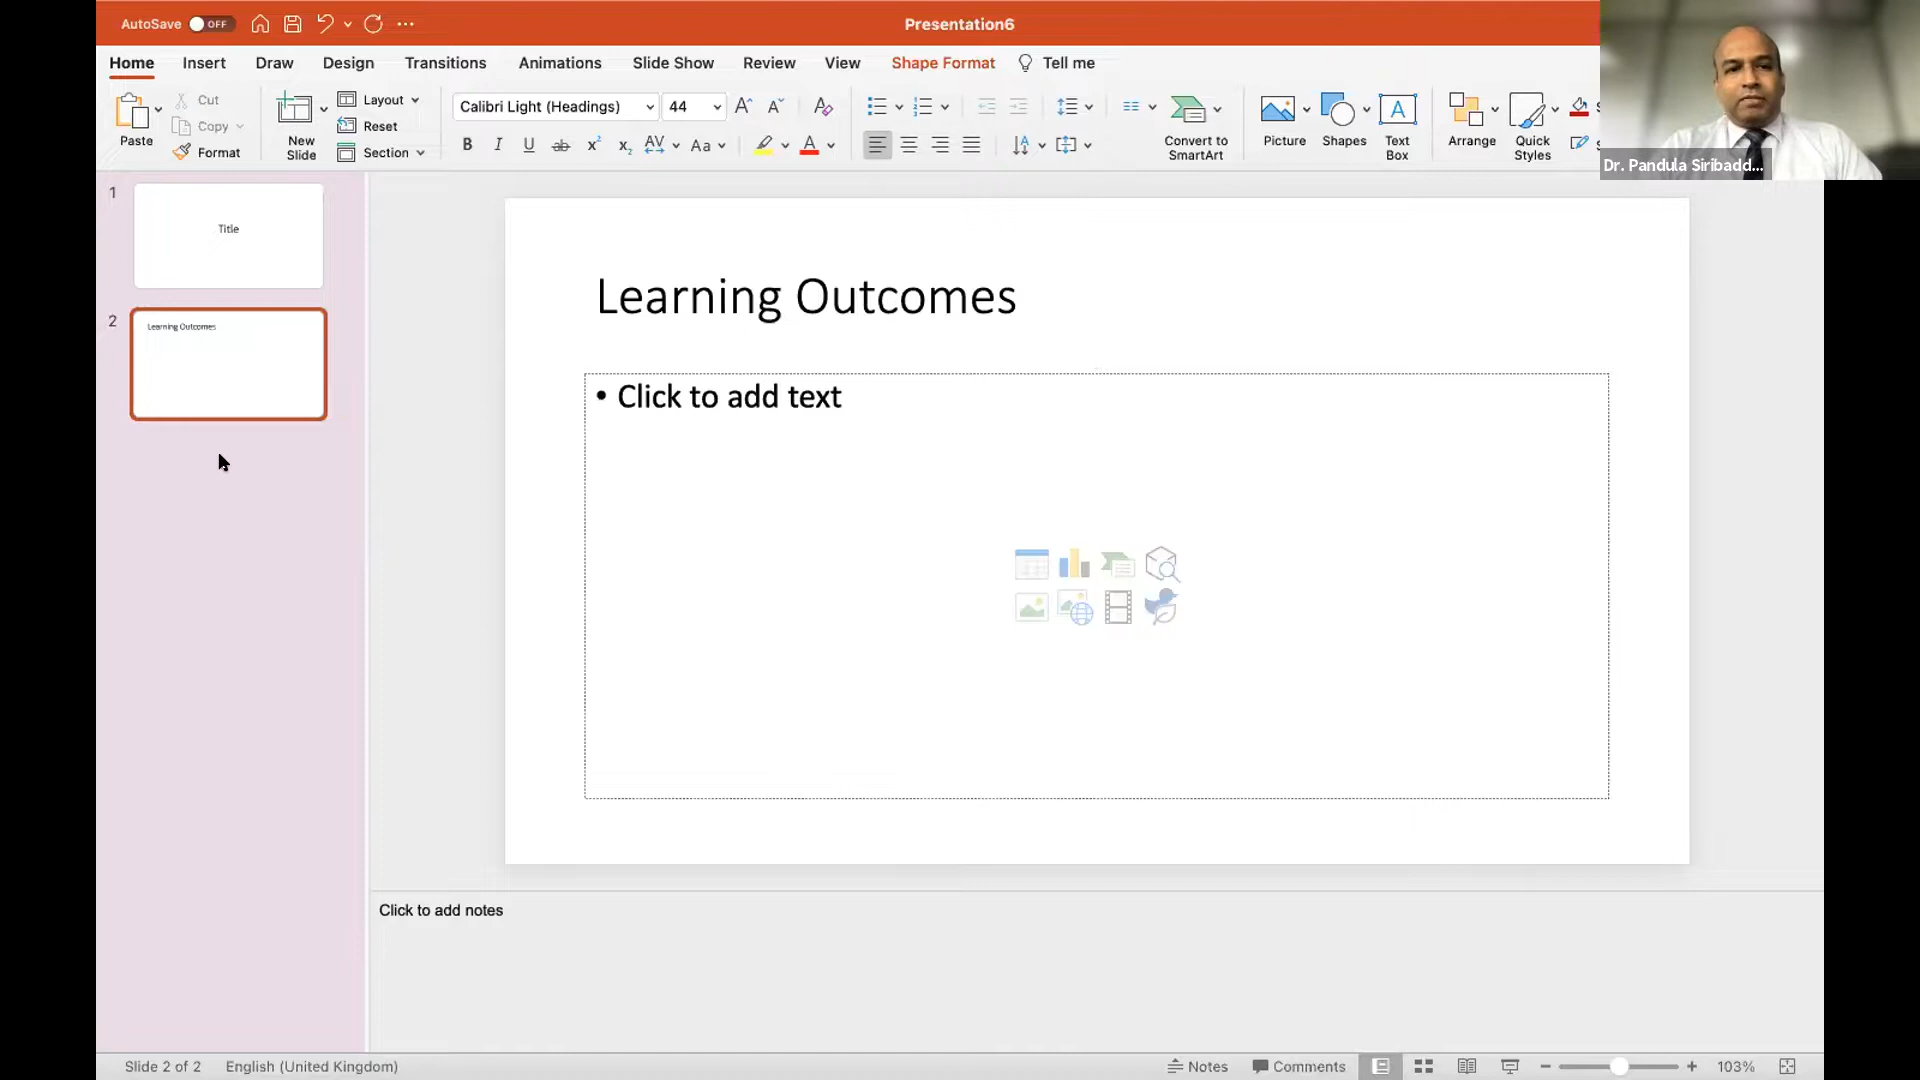 AutoSave OFF
Presentation6
Home Insert Draw Design Transitions Animations Slide Show Review View Shape Format Tell me
Paste
Cut
Copy
Format
New Slide
Layout
Reset
Section
Calibri Light (Headings) 44
Convert to SmartArt
Picture
Shapes
Text Box
Arrange
Quick Styles
Dr. Pandula Siribadd...
1
Title
2
Learning Outcomes
Learning Outcomes
• Click to add text
Click to add notes
Slide 2 of 2 English (United Kingdom) Notes Comments 103%